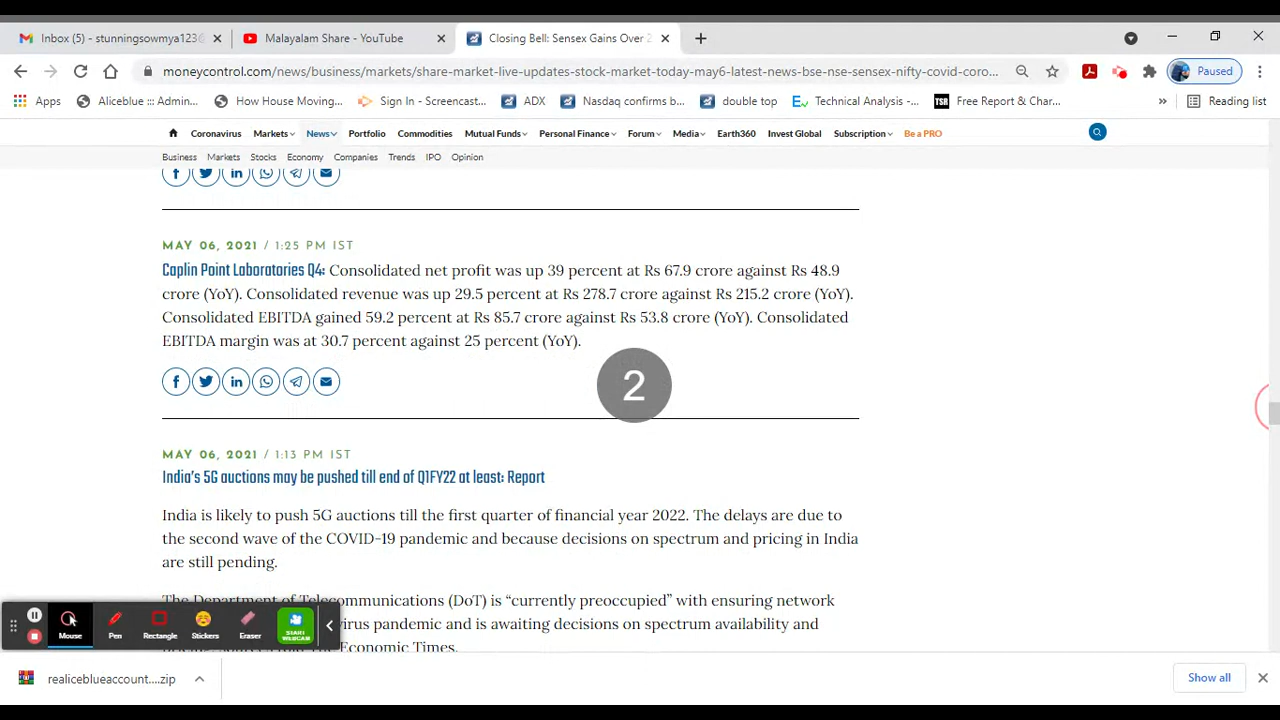 Inbox (5) - stunningsowmya1236
Malayalam Share - YouTube
Closing Bell: Sensex Gains Over 2
moneycontrol.com/news/business/markets/share-market-live-updates-stock-market-today-may6-latest-news-bse-nse-sensex-nifty-covid-coro...
Paused
Apps
Aliceblue ::: Admin...
How House Moving...
Sign In - Screencast...
ADX
Nasdaq confirms b...
double top
Technical Analysis -...
TSR
Free Report & Char...
Reading list
Coronavirus Markets News Portfolio Commodities Mutual Funds Personal Finance Forum Media Earth360 Invest Global Subscription Be a PRO
Business Markets Stocks Economy Companies Trends IPO Opinion
MAY 06, 2021 / 1:25 PM IST
Caplin Point Laboratories Q4: Consolidated net profit was up 39 percent at Rs 67.9 crore against Rs 48.9
crore (YoY). Consolidated revenue was up 29.5 percent at Rs 278.7 crore against Rs 215.2 crore (YoY).
Consolidated EBITDA gained 59.2 percent at Rs 85.7 crore against Rs 53.8 crore (YoY). Consolidated
EBITDA margin was at 30.7 percent against 25 percent (YoY).
2
MAY 06, 2021 / 1:13 PM IST
India's 5G auctions may be pushed till end of Q1FY22 at least: Report
India is likely to push 5G auctions till the first quarter of financial year 2022. The delays are due to
the second wave of the COVID-19 pandemic and because decisions on spectrum and pricing in India
are still pending.
The Department of Telecommunications (DoT) is “currently preoccupied” with ensuring network
virus pandemic and is awaiting decisions on spectrum availability and
The Economic Times.
Mouse
Pen
Rectangle
Stickers
Eraser
START WEBCAM
realiceblueaccount....zip
Show all